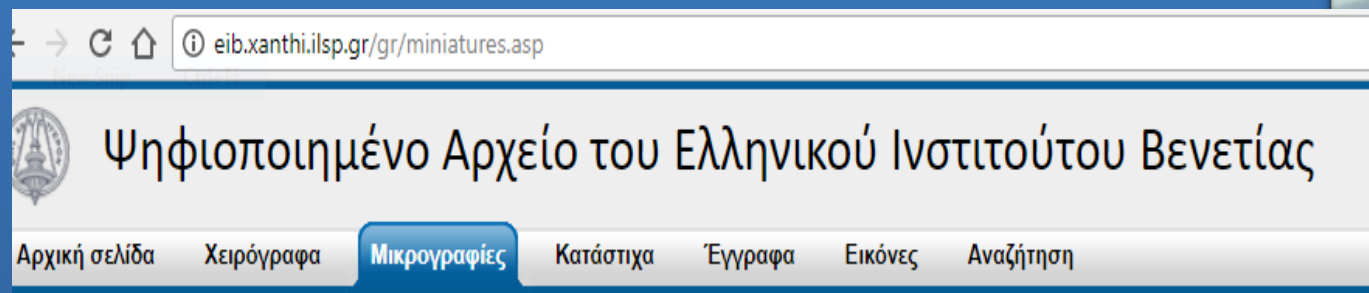 eib.xanthi.ilsp.gr/gr/miniatures.asp
Ψηφιοποιημένο Αρχείο του Ελληνικού Ινστιτούτου Βενετίας
Αρχική σελίδα Χειρόγραφα Μικρογραφίες Κατάστιχα Έγγραφα Εικόνες Αναζήτηση